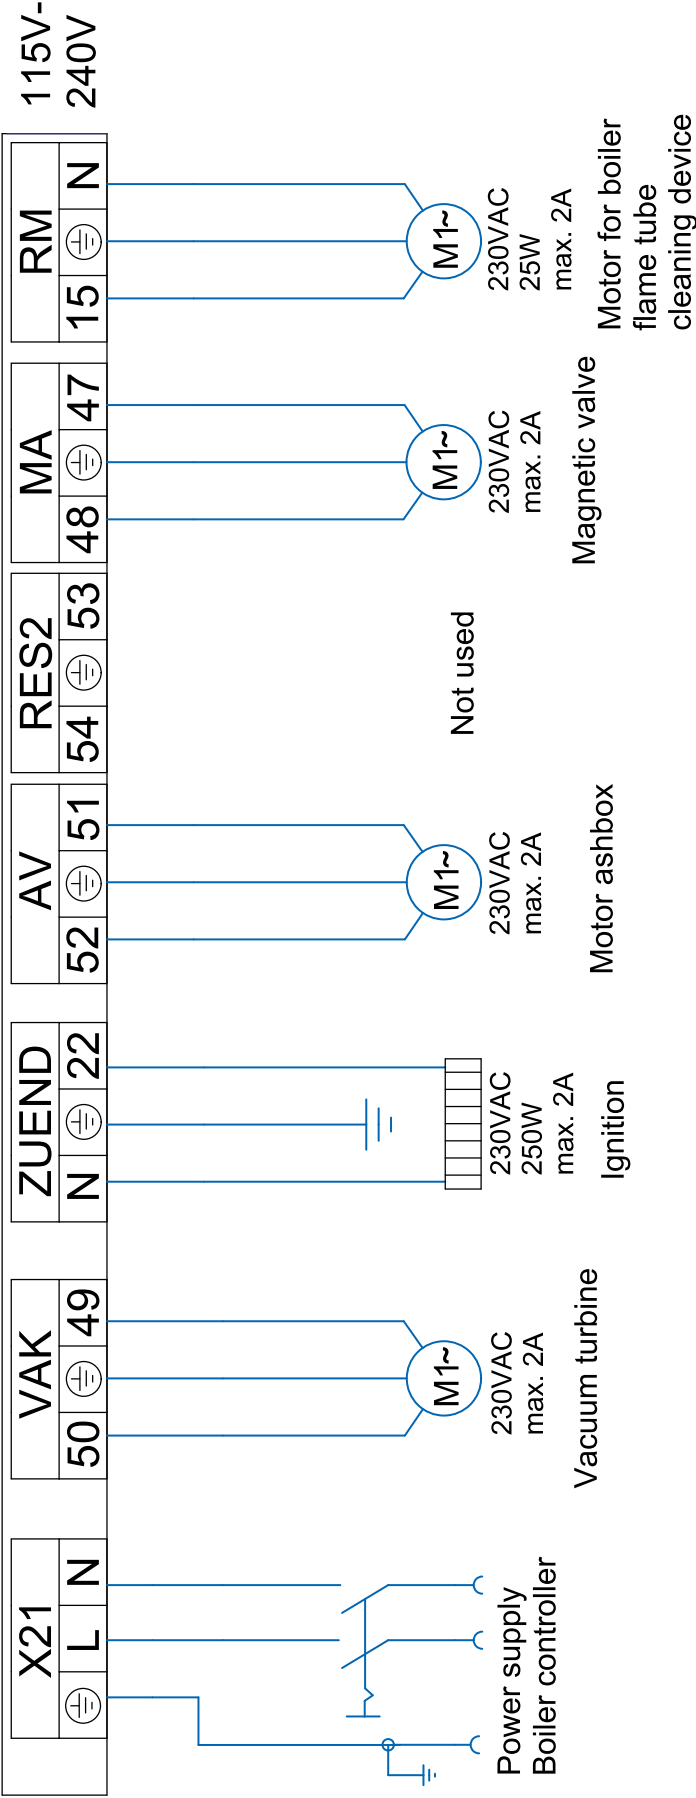 115V-
240V
X21
L N
Power supply
Boiler controller
VAK
50 49
M1~
230VAC
max. 2A
Vacuum turbine
ZUEND
N 22
230VAC
250W
max. 2A
Ignition
AV
52 51
M1~
230VAC
max. 2A
Motor ashbox
RES2
54 53
Not used
MA
48 47
M1~
230VAC
max. 2A
Magnetic valve
RM
15 N
M1~
230VAC
25W
max. 2A
Motor for boiler
flame tube
cleaning device